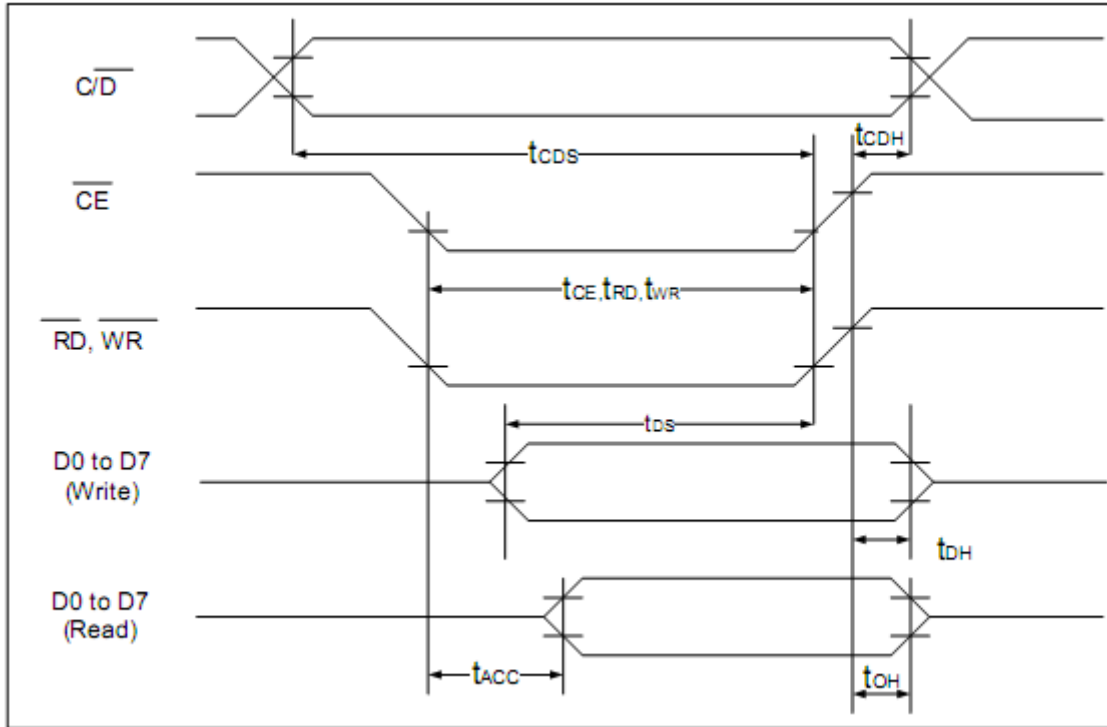 C/D
tCDH
tCDS
CE
tCE,tRD,tWR
RD, WR
tDS
D0 to D7
(Write)
tDH
D0 to D7
(Read)
tACC
tOH